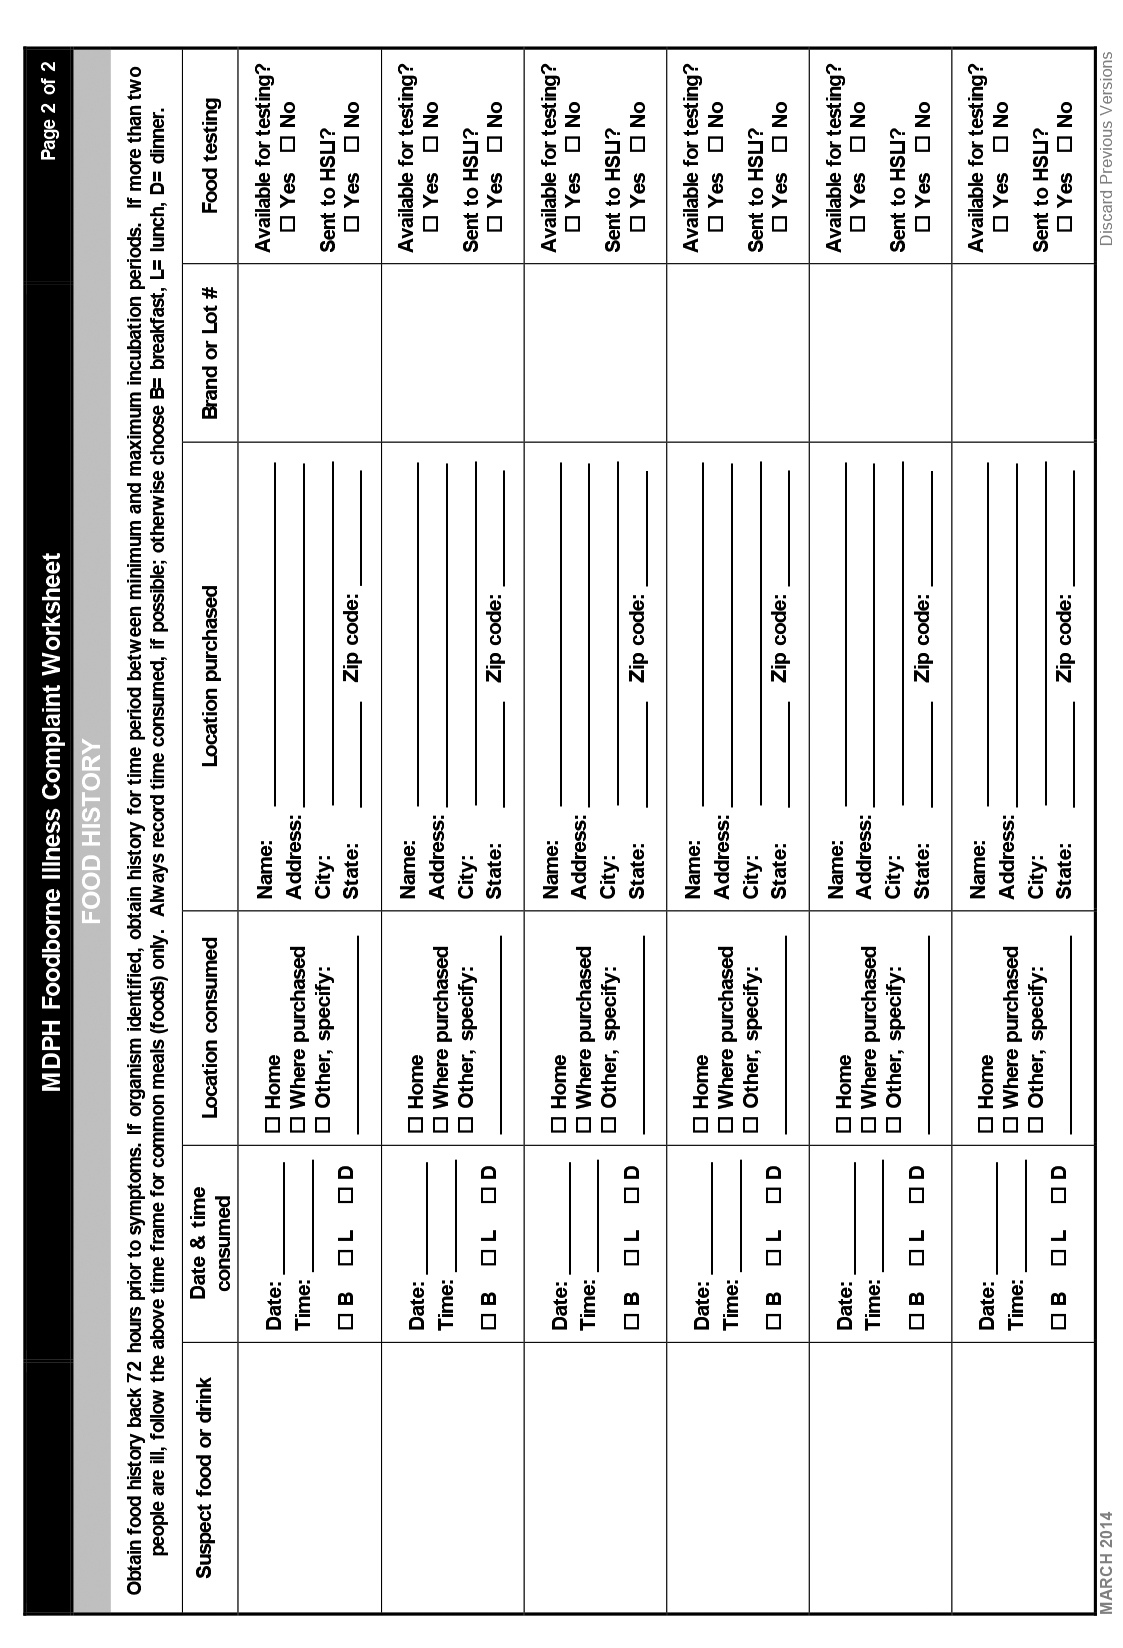 MDPH Foodborne Illness Complaint Worksheet
Page 2 of 2
FOOD HISTORY
Obtain food history back 72 hours prior to symptoms. If organism identified, obtain history for time period between minimum and maximum incubation periods. If more than two
people are ill, follow the above time frame for common meals (foods) only. Always record time consumed, if possible; otherwise choose B= breakfast, L= lunch, D= dinner.
Suspect food or drink
Date & time
consumed
Location consumed
Location purchased
Brand or Lot #
Food testing
Date:
Time:
☐ B ☐ L ☐ D
☐ Home
☐ Where purchased
☐ Other, specify:
Name:
Address:
City:
State: Zip code:
Available for testing?
☐ Yes ☐ No
Sent to HSLI?
☐ Yes ☐ No
Date:
Time:
☐ B ☐ L ☐ D
☐ Home
☐ Where purchased
☐ Other, specify:
Name:
Address:
City:
State: Zip code:
Available for testing?
☐ Yes ☐ No
Sent to HSLI?
☐ Yes ☐ No
Date:
Time:
☐ B ☐ L ☐ D
☐ Home
☐ Where purchased
☐ Other, specify:
Name:
Address:
City:
State: Zip code:
Available for testing?
☐ Yes ☐ No
Sent to HSLI?
☐ Yes ☐ No
Date:
Time:
☐ B ☐ L ☐ D
☐ Home
☐ Where purchased
☐ Other, specify:
Name:
Address:
City:
State: Zip code:
Available for testing?
☐ Yes ☐ No
Sent to HSLI?
☐ Yes ☐ No
Date:
Time:
☐ B ☐ L ☐ D
☐ Home
☐ Where purchased
☐ Other, specify:
Name:
Address:
City:
State: Zip code:
Available for testing?
☐ Yes ☐ No
Sent to HSLI?
☐ Yes ☐ No
Date:
Time:
☐ B ☐ L ☐ D
☐ Home
☐ Where purchased
☐ Other, specify:
Name:
Address:
City:
State: Zip code:
Available for testing?
☐ Yes ☐ No
Sent to HSLI?
☐ Yes ☐ No
MARCH 2014
Discard Previous Versions